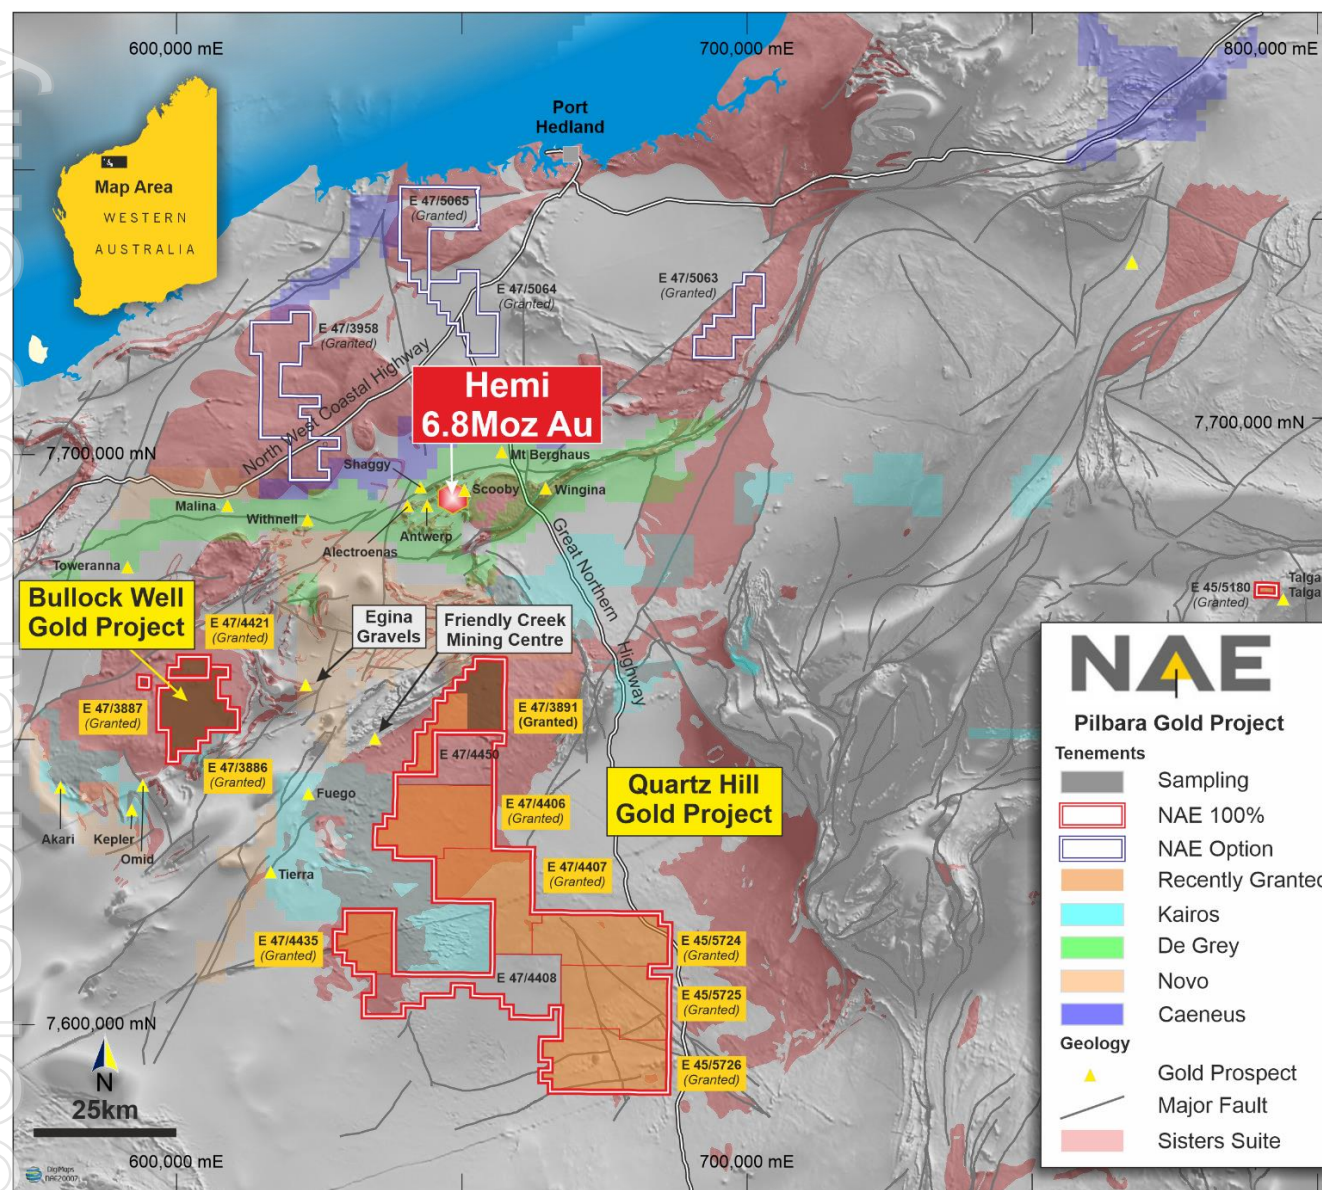 600,000 mE
700,000 mE
800,000 mE
Port
Hedland
Map Area
WESTERN
AUSTRALIA
E 47/5065
(Granted)
E 47/5064
(Granted)
E 47/5063
(Granted)
E 47/3958
(Granted)
North West Coastal Highway
Hemi
6.8Moz Au
7,700,000 mN
7,700,000 mN
Mt Berghaus
Shaggy
Scooby
Wingina
Malina
Withnell
Antwerp
Alectroenas
Great Northern
Highway
Toweranna
E 45/5180
(Granted)
Talga
Talga
Bullock Well
Gold Project
E 47/4421
(Granted)
Egina
Gravels
Friendly Creek
Mining Centre
E 47/3887
(Granted)
E 47/3891
(Granted)
E 47/3886
(Granted)
E 47/4450
Quartz Hill
Gold Project
E 47/4406
(Granted)
Fuego
Akari
Kepler
Omid
Tierra
E 47/4407
(Granted)
E 47/4435
(Granted)
E 47/4408
E 45/5724
(Granted)
E 45/5725
(Granted)
E 45/5726
(Granted)
7,600,000 mN
N
25km
600,000 mE
700,000 mE
DigiMaps
NAE20007
NAE
Pilbara Gold Project
Tenements
Sampling
NAE 100%
NAE Option
Recently Granted
Kairos
De Grey
Novo
Caeneus
Geology
Gold Prospect
Major Fault
Sisters Suite